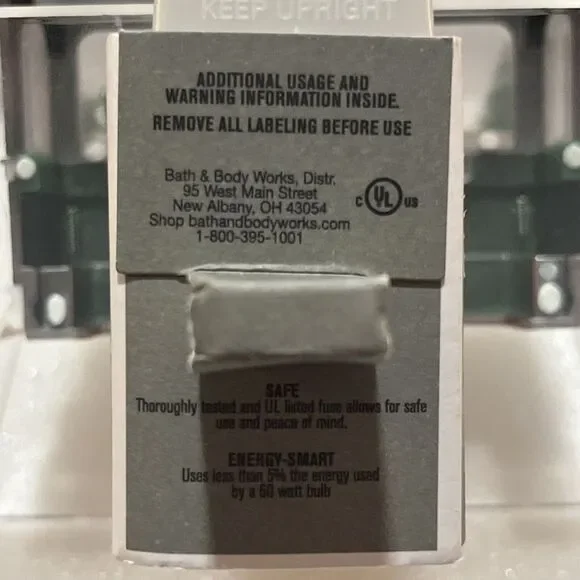 KEEP UPRIGHT
ADDITIONAL USAGE AND
WARNING INFORMATION INSIDE.
REMOVE ALL LABELING BEFORE USE
Bath & Body Works, Distr.
95 West Main Street
New Albany, OH 43054
Shop bathandbodyworks.com
1-800-395-1001
C UL US
SAFE
Thoroughly tested and UL listed fuse allows for safe
use and peace of mind.
ENERGY-SMART
Uses less than 5% the energy used
by a 60 watt bulb